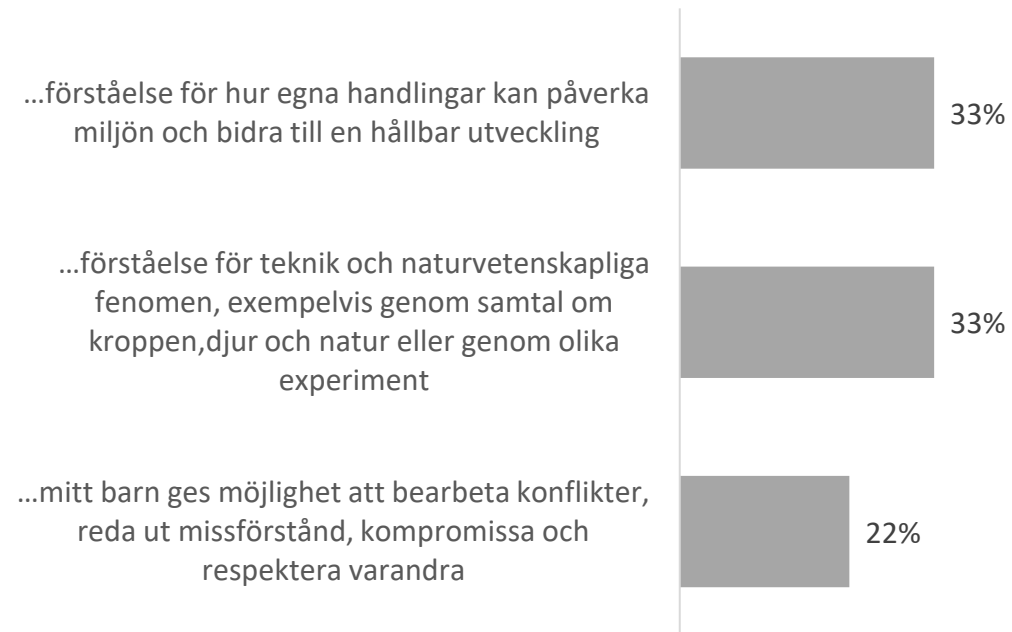 ...förståelse för hur egna handlingar kan påverka
miljön och bidra till en hållbar utveckling
33%
...förståelse för teknik och naturvetenskapliga
fenomen, exempelvis genom samtal om
kroppen,djur och natur eller genom olika
experiment
33%
...mitt barn ges möjlighet att bearbeta konflikter,
reda ut missförstånd, kompromissa och
respektera varandra
22%